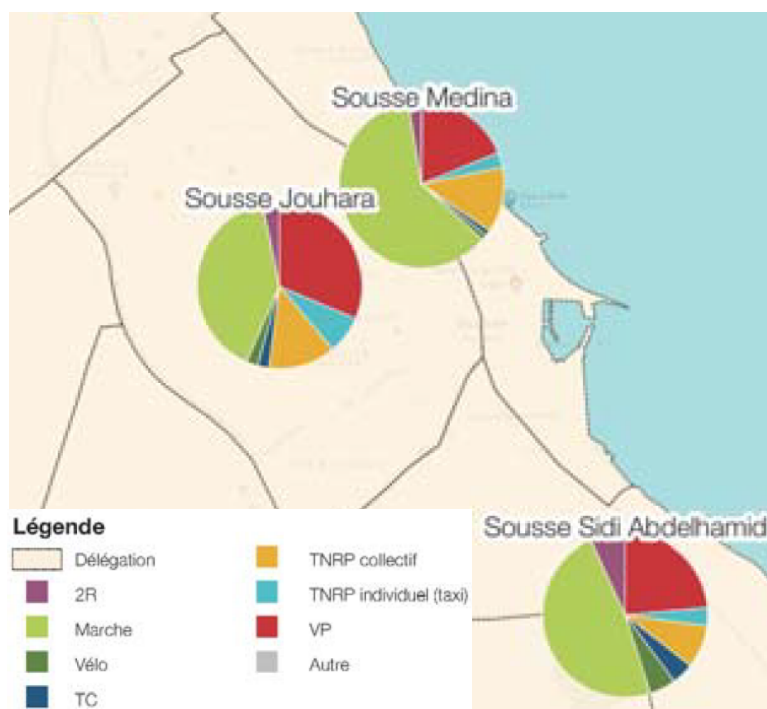 Sousse Medina
Sousse Jouhara
Sousse Sidi Abdelhamid
Légende
Délégation
2R
Marche
Vélo
TC
TNRP collectif
TNRP individuel (taxi)
VP
Autre